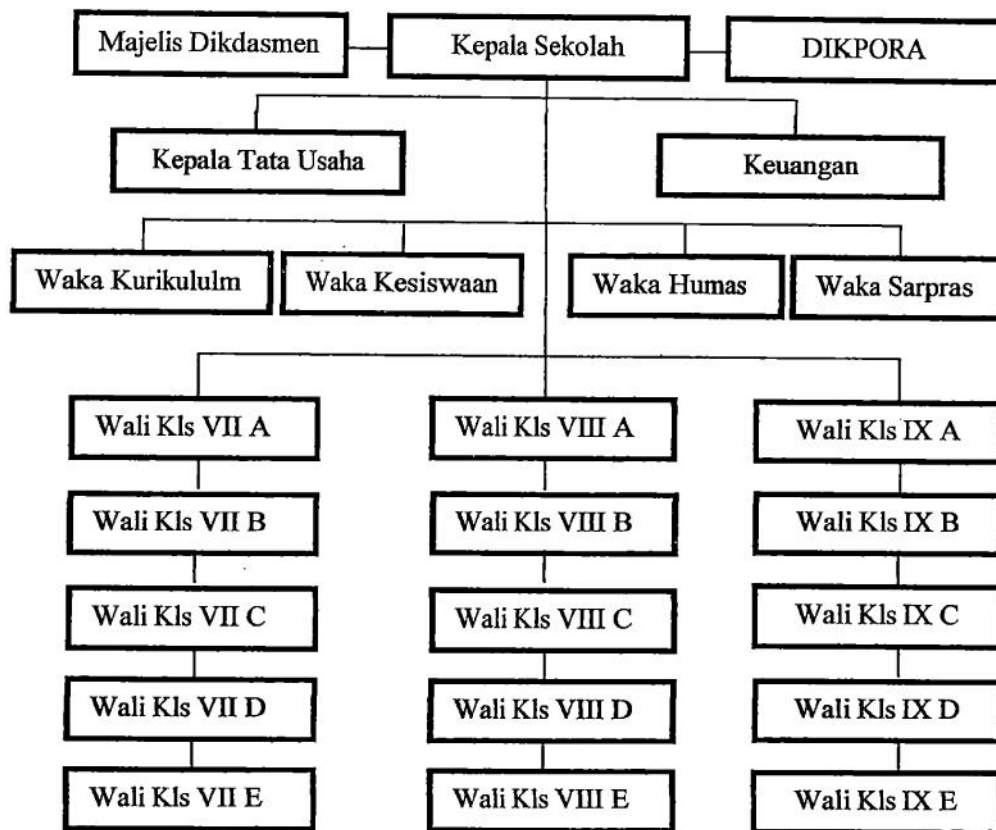 Majelis Dikdasmen
Kepala Sekolah
DIKPORA
Kepala Tata Usaha
Keuangan
Waka Kurikululm
Waka Kesiswaan
Waka Humas
Waka Sarpras
Wali Kls VII A
Wali Kls VIII A
Wali Kls IX A
Wali Kls VII B
Wali Kls VIII B
Wali Kls IX B
Wali Kls VII C
Wali Kls VIII C
Wali Kls IX C
Wali Kls VII D
Wali Kls VIII D
Wali Kls IX D
Wali Kls VII E
Wali Kls VIII E
Wali Kls IX E